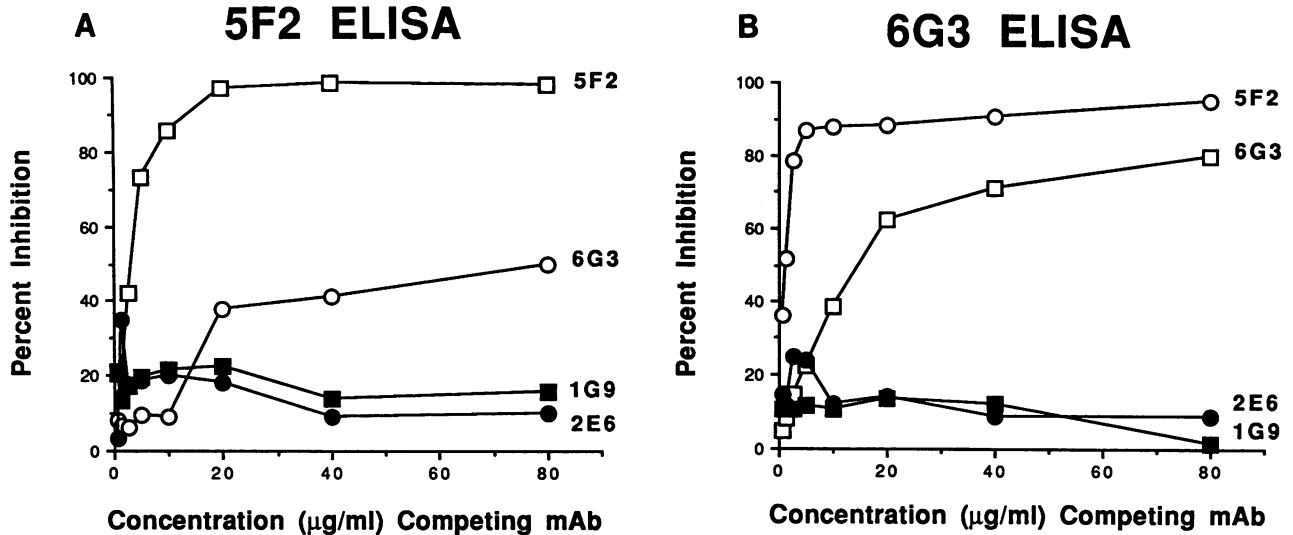 A
5F2 ELISA
Percent Inhibition
100
80
60
40
20
0
0
20
40
60
80
5F2
6G3
1G9
2E6
Concentration (µg/ml) Competing mAb
B
6G3 ELISA
Percent Inhibition
100
80
60
40
20
0
0
20
40
60
80
5F2
6G3
2E6
1G9
Concentration (µg/ml) Competing mAb